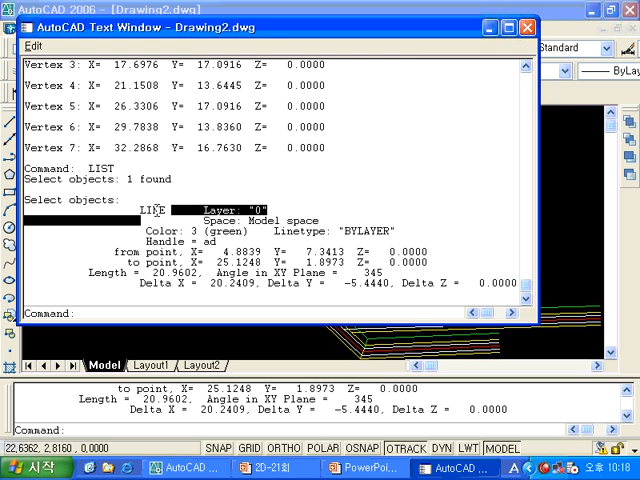 AutoCAD 2006 - [Drawing2.dwg]
AutoCAD Text Window - Drawing2.dwg
Edit
Standard
ByLay
Vertex 3: X= 17.6976 Y= 17.0916 Z= 0.0000
Vertex 4: X= 21.1508 Y= 13.6445 Z= 0.0000
Vertex 5: X= 26.3306 Y= 17.0916 Z= 0.0000
Vertex 6: X= 29.7838 Y= 13.8360 Z= 0.0000
Vertex 7: X= 32.2868 Y= 16.7630 Z= 0.0000
Command: LIST
Select objects: 1 found
Select objects:
LINE Layer: "0"
Space: Model space
Color: 3 (green) Linetype: "BYLAYER"
Handle = ad
from point, X= 4.8839 Y= 7.3413 Z= 0.0000
to point, X= 25.1248 Y= 1.8973 Z= 0.0000
Length = 20.9602, Angle in XY Plane = 345
Delta X = 20.2409, Delta Y = -5.4440, Delta Z = 0.0000
Command:
Model Layout1 Layout2
to point, X= 25.1248 Y= 1.8973 Z= 0.0000
Length = 20.9602, Angle in XY Plane = 345
Delta X = 20.2409, Delta Y = -5.4440, Delta Z = 0.0000
Command:
22.6362, 2.8160, 0.0000 SNAP GRID ORTHO POLAR OSNAP OTRACK DYN LWT MODEL
시작 AutoCAD ... 2D-21회 PowerPoi... AutoCAD ... A 오전 10:18